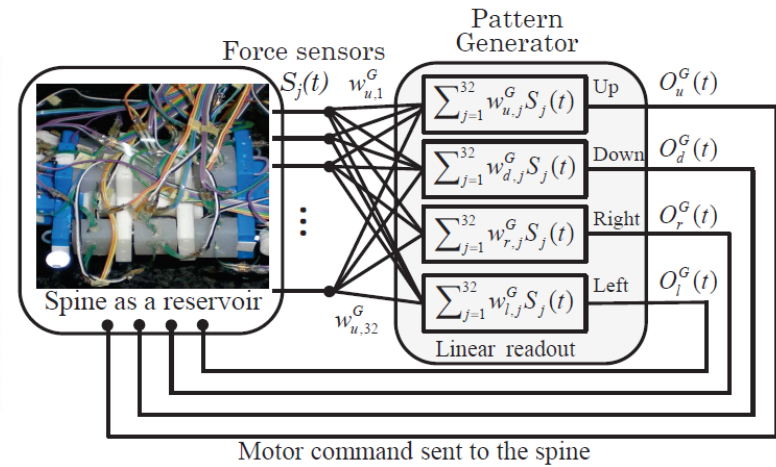 Pattern
Generator
Force sensors
S_j(t) w^G_{u,1}
∑^{32}_{j=1} w^G_{u,j} S_j(t) Up O^G_u(t)
∑^{32}_{j=1} w^G_{d,j} S_j(t) Down O^G_d(t)
∑^{32}_{j=1} w^G_{r,j} S_j(t) Right O^G_r(t)
∑^{32}_{j=1} w^G_{l,j} S_j(t) Left O^G_l(t)
Spine as a reservoir
w^G_{u,32}
Linear readout
Motor command sent to the spine